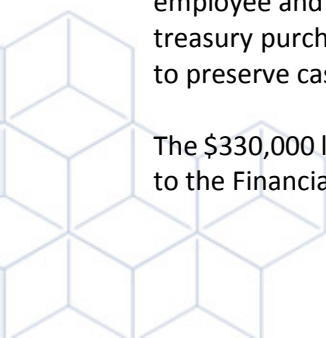 employee and
treasury purch
to preserve cas
The $330,000 l
to the Financia